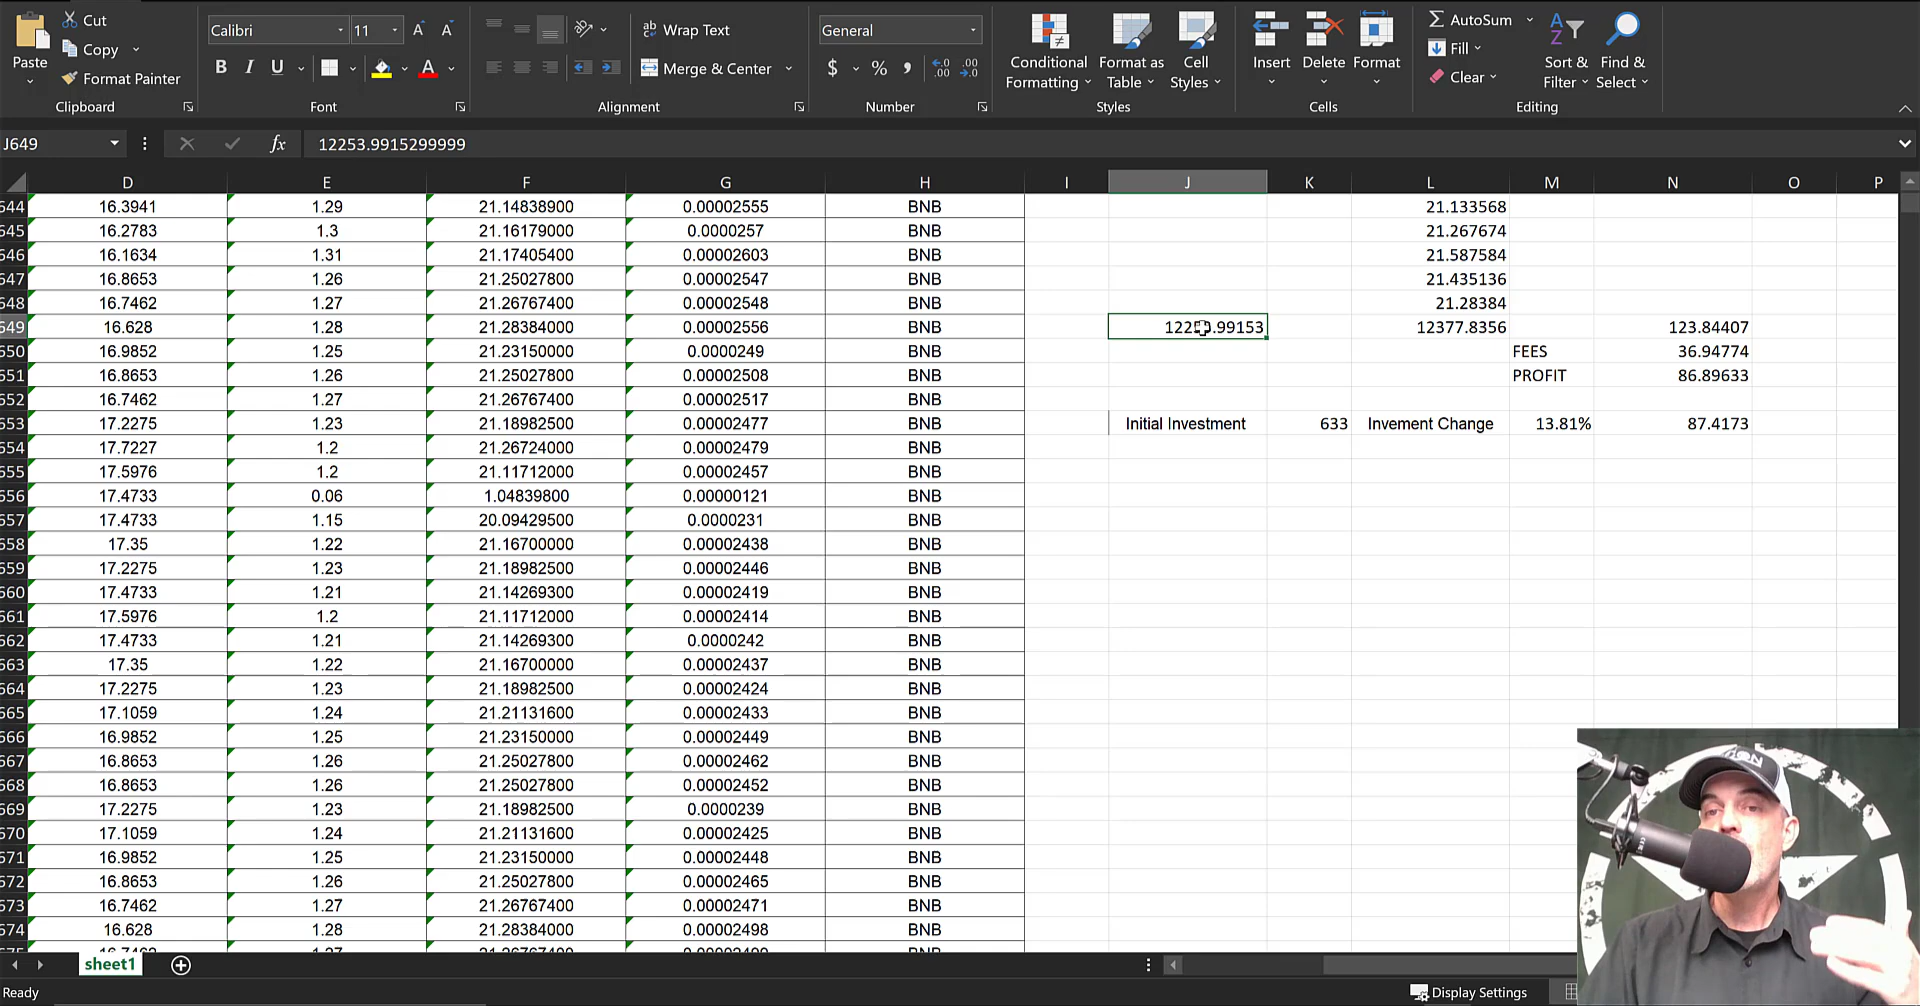 Cut
Copy
Paste
Format Painter
Clipboard
Calibri
11
B I U
A
Font
Wrap Text
Merge & Center
Alignment
General
$ % ,
Number
Conditional Formatting
Format as Table
Cell Styles
Styles
Insert
Delete
Format
Cells
AutoSum
Fill
Clear
Sort & Filter
Find & Select
Editing
J649
fx
12253.9915299999
D E F G H I J K L M N O P
644 16.3941 1.29 21.14838900 0.00002555 BNB 21.133568
645 16.2783 1.3 21.16179000 0.0000257 BNB 21.267674
646 16.1634 1.31 21.17405400 0.00002603 BNB 21.587584
647 16.8653 1.26 21.25027800 0.00002547 BNB 21.435136
648 16.7462 1.27 21.26767400 0.00002548 BNB 21.28384
649 16.628 1.28 21.28384000 0.00002556 BNB 12253.99153 12377.8356 123.84407
650 16.9852 1.25 21.23150000 0.0000249 BNB FEES 36.94774
651 16.8653 1.26 21.25027800 0.00002508 BNB PROFIT 86.89633
652 16.7462 1.27 21.26767400 0.00002517 BNB
653 17.2275 1.23 21.18982500 0.00002477 BNB Initial Investment 633 Invement Change 13.81% 87.4173
654 17.7227 1.2 21.26724000 0.00002479 BNB
655 17.5976 1.2 21.11712000 0.00002457 BNB
656 17.4733 0.06 1.04839800 0.00000121 BNB
657 17.4733 1.15 20.09429500 0.0000231 BNB
658 17.35 1.22 21.16700000 0.00002438 BNB
659 17.2275 1.23 21.18982500 0.00002446 BNB
660 17.4733 1.21 21.14269300 0.00002419 BNB
661 17.5976 1.2 21.11712000 0.00002414 BNB
662 17.4733 1.21 21.14269300 0.0000242 BNB
663 17.35 1.22 21.16700000 0.00002437 BNB
664 17.2275 1.23 21.18982500 0.00002424 BNB
665 17.1059 1.24 21.21131600 0.00002433 BNB
666 16.9852 1.25 21.23150000 0.00002449 BNB
667 16.8653 1.26 21.25027800 0.00002462 BNB
668 16.8653 1.26 21.25027800 0.00002452 BNB
669 17.2275 1.23 21.18982500 0.0000239 BNB
670 17.1059 1.24 21.21131600 0.00002425 BNB
671 16.9852 1.25 21.23150000 0.00002448 BNB
672 16.8653 1.26 21.25027800 0.00002465 BNB
673 16.7462 1.27 21.26767400 0.00002471 BNB
674 16.628 1.28 21.28384000 0.00002498 BNB
sheet1
Ready
Display Settings